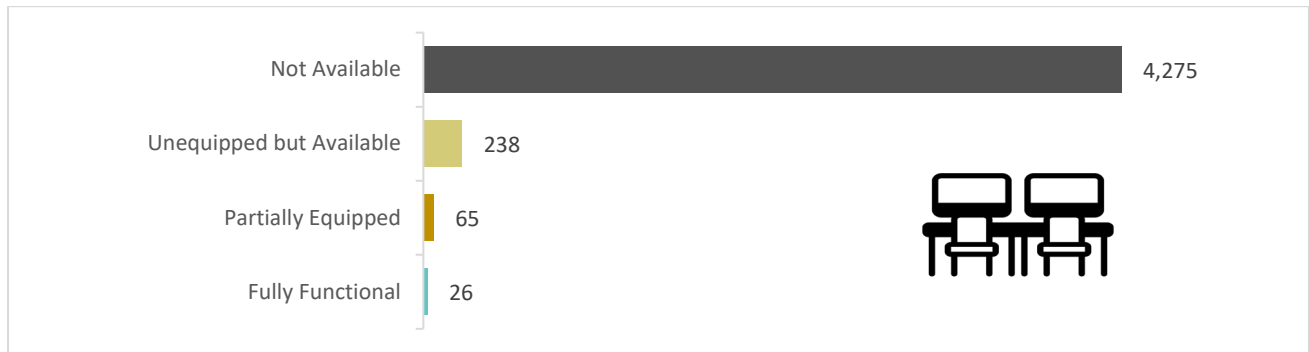 Not Available 4,275
Unequipped but Available 238
Partially Equipped 65
Fully Functional 26